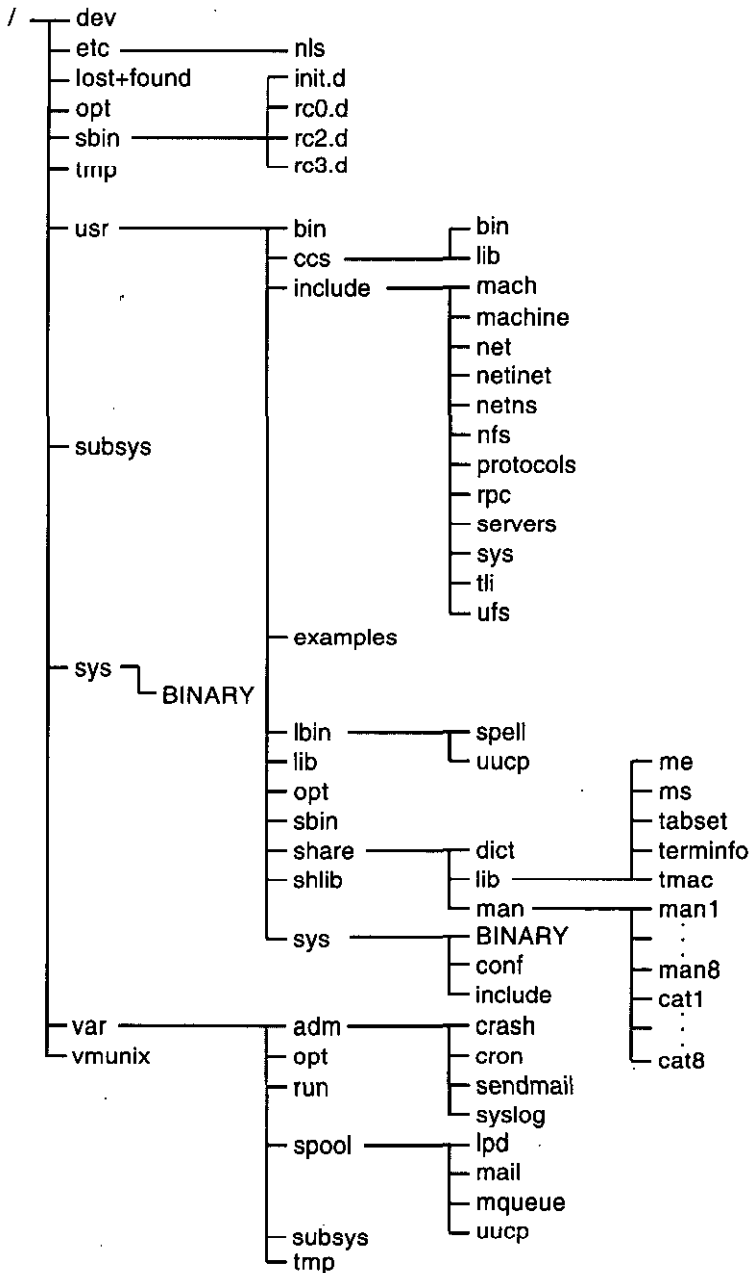 / dev
etc nls
lost+found init.d
opt rc0.d
sbin rc2.d
tmp rc3.d
usr bin bin
ccs lib
include mach
machine
net
netinet
netns
nfs
subsys protocols
rpc
servers
sys
tli
ufs
examples
sys
BINARY
lbin spell
lib uucp me
opt ms
sbin tabset
share dict terminfo
shlib lib tmac
man man1
sys BINARY
conf man8
include cat1
var adm crash
vmunix opt cron cat8
run sendmail
syslog
spool lpd
mail
mqueue
subsys uucp
tmp